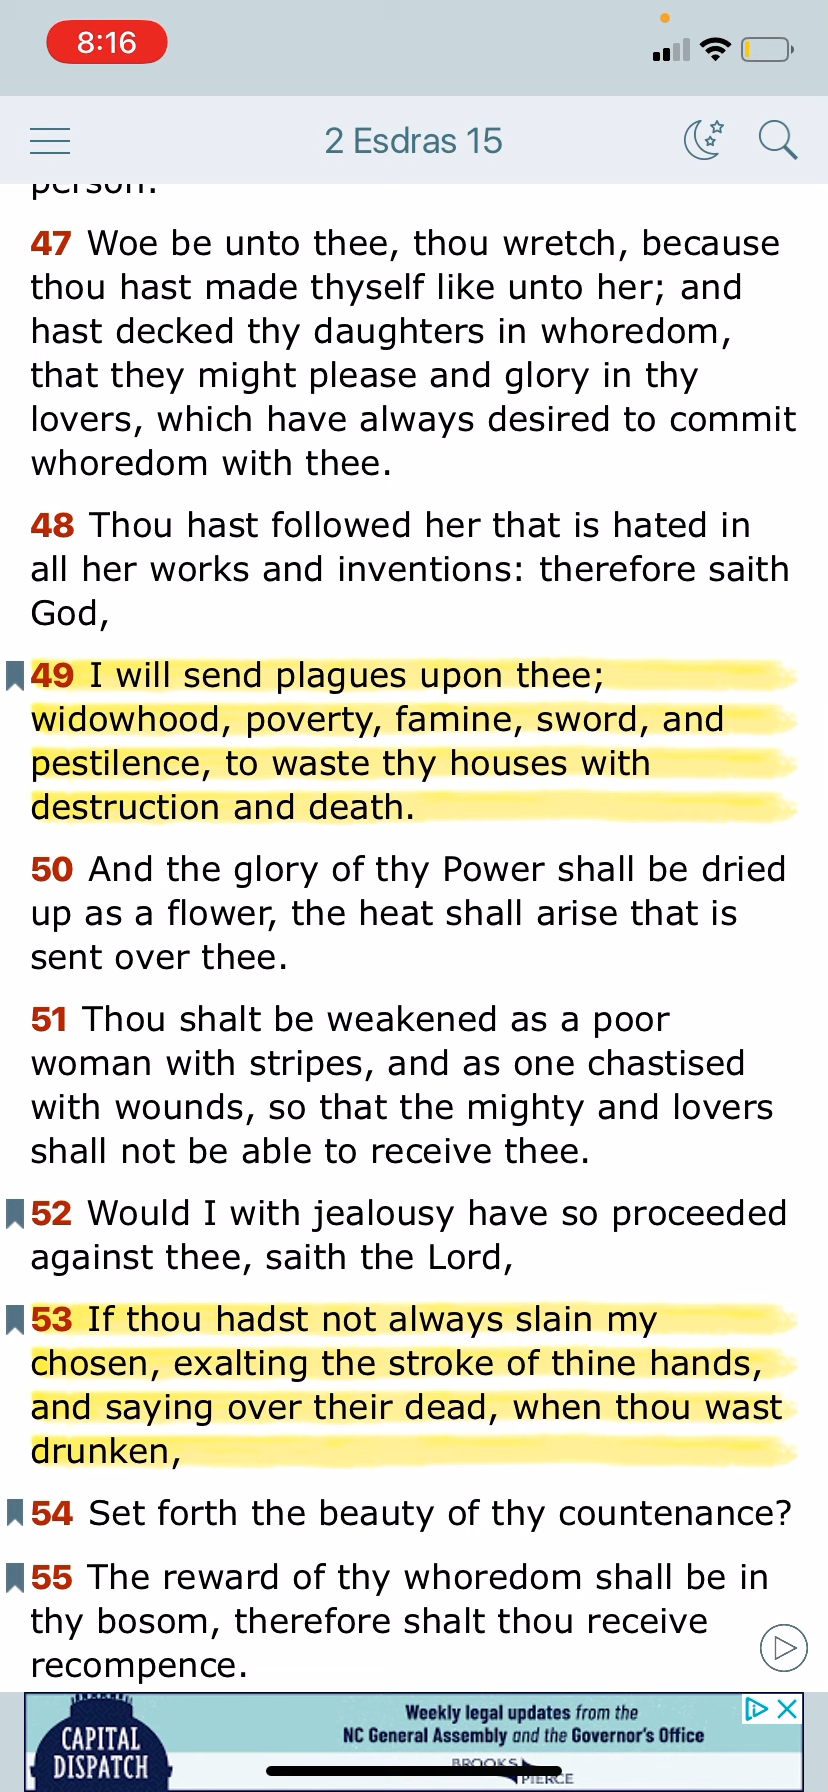 8:16
2 Esdras 15
person.
47 Woe be unto thee, thou wretch, because
thou hast made thyself like unto her; and
hast decked thy daughters in whoredom,
that they might please and glory in thy
lovers, which have always desired to commit
whoredom with thee.
48 Thou hast followed her that is hated in
all her works and inventions: therefore saith
God,
49 I will send plagues upon thee;
widowhood, poverty, famine, sword, and
pestilence, to waste thy houses with
destruction and death.
50 And the glory of thy Power shall be dried
up as a flower, the heat shall arise that is
sent over thee.
51 Thou shalt be weakened as a poor
woman with stripes, and as one chastised
with wounds, so that the mighty and lovers
shall not be able to receive thee.
52 Would I with jealousy have so proceeded
against thee, saith the Lord,
53 If thou hadst not always slain my
chosen, exalting the stroke of thine hands,
and saying over their dead, when thou wast
drunken,
54 Set forth the beauty of thy countenance?
55 The reward of thy whoredom shall be in
thy bosom, therefore shalt thou receive
recompence.
CAPITAL
DISPATCH
Weekly legal updates from the
NC General Assembly and the Governor's Office
BROOKS
PIERCE